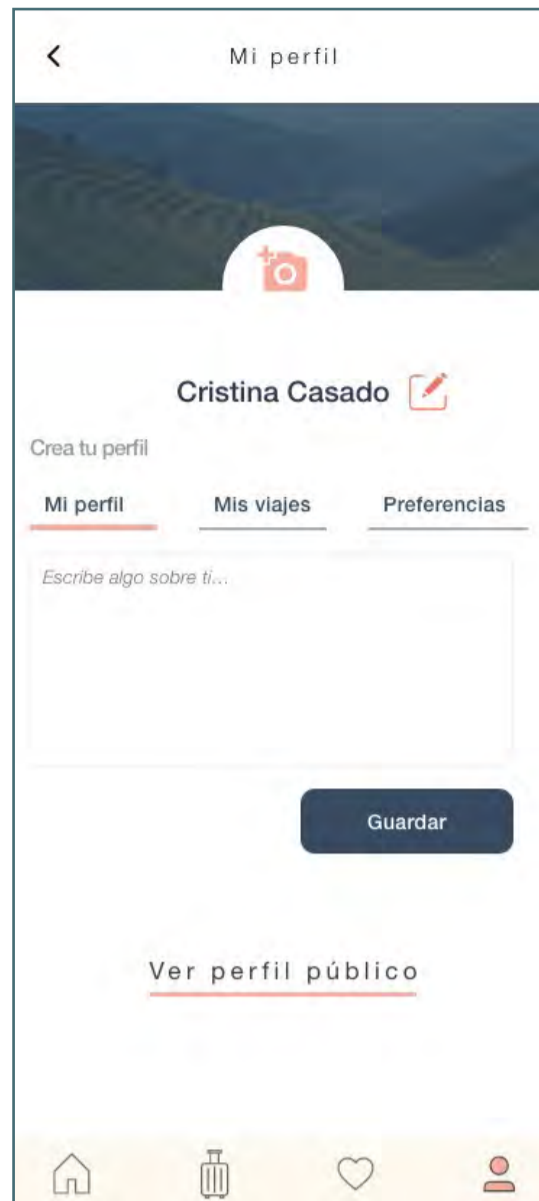 Mi perfil
Cristina Casado
Crea tu perfil
Mi perfil Mis viajes Preferencias
Escribe algo sobre ti...
Guardar
Ver perfil público